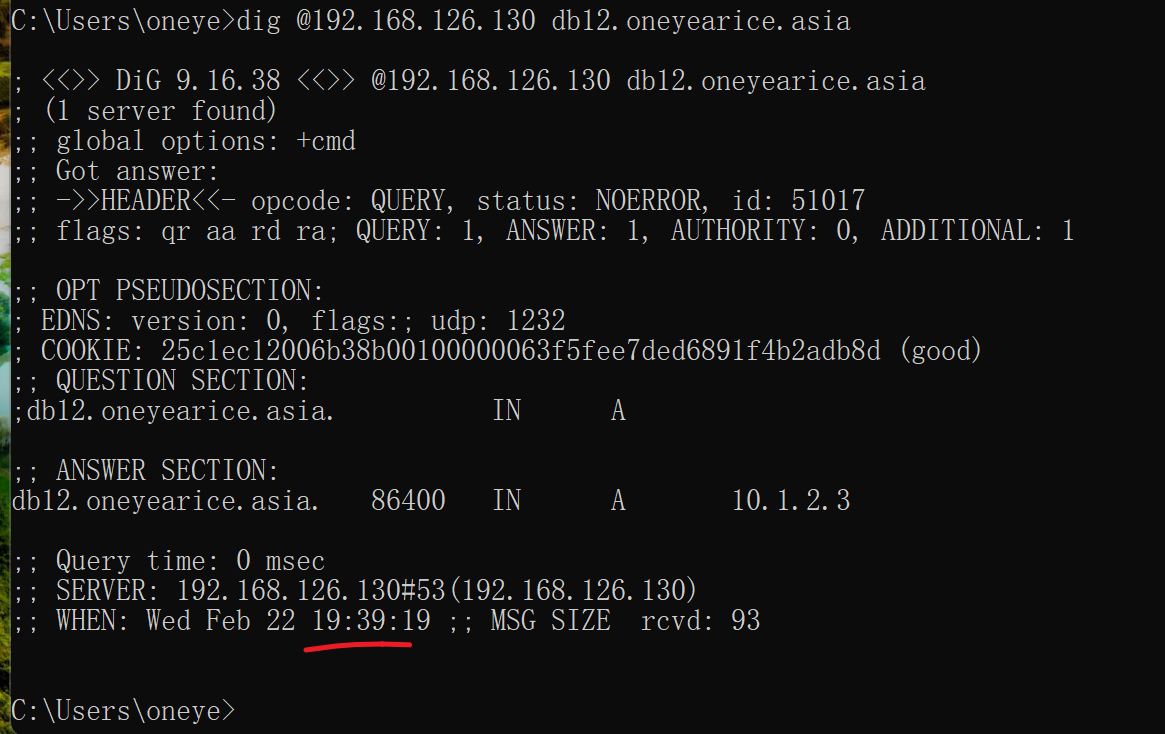 C:\Users\oneye>dig @192.168.126.130 db12.oneyearice.asia
; <<>> DiG 9.16.38 <<>> @192.168.126.130 db12.oneyearice.asia
; (1 server found)
;; global options: +cmd
;; Got answer:
;; ->>HEADER<<- opcode: QUERY, status: NOERROR, id: 51017
;; flags: qr aa rd ra; QUERY: 1, ANSWER: 1, AUTHORITY: 0, ADDITIONAL: 1
;; OPT PSEUDOSECTION:
; EDNS: version: 0, flags:; udp: 1232
; COOKIE: 25c1ec12006b38b00100000063f5fee7ded6891f4b2adb8d (good)
;; QUESTION SECTION:
;db12.oneyearice.asia. IN A
;; ANSWER SECTION:
db12.oneyearice.asia. 86400 IN A 10.1.2.3
;; Query time: 0 msec
;; SERVER: 192.168.126.130#53(192.168.126.130)
;; WHEN: Wed Feb 22 19:39:19 ;; MSG SIZE rcvd: 93
C:\Users\oneye>